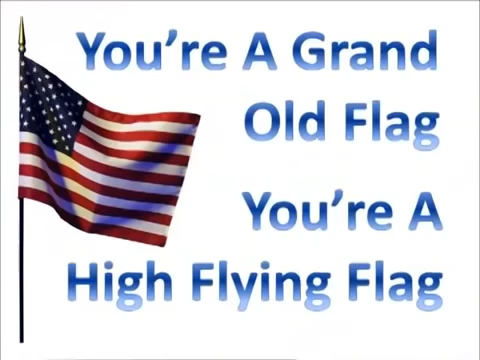 You’re A Grand
Old Flag
You’re A
High Flying Flag